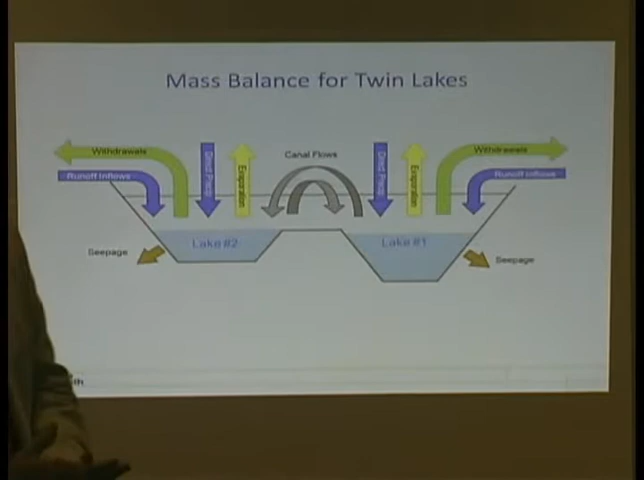 Mass Balance for Twin Lakes
Withdrawals
Direct Precip
Evaporation
Canal Flows
Direct Precip
Evaporation
Withdrawals
Runoff Inflows
Runoff Inflows
Lake #2
Lake #1
Seepage
Seepage